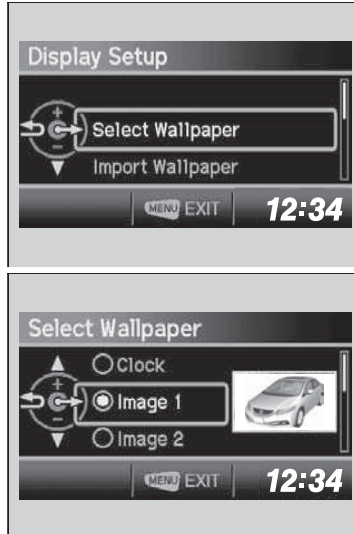 Display Setup
+
Select Wallpaper
-
Import Wallpaper
MENU EXIT
12:34
Select Wallpaper
Clock
+
Image 1
-
Image 2
MENU EXIT
12:34